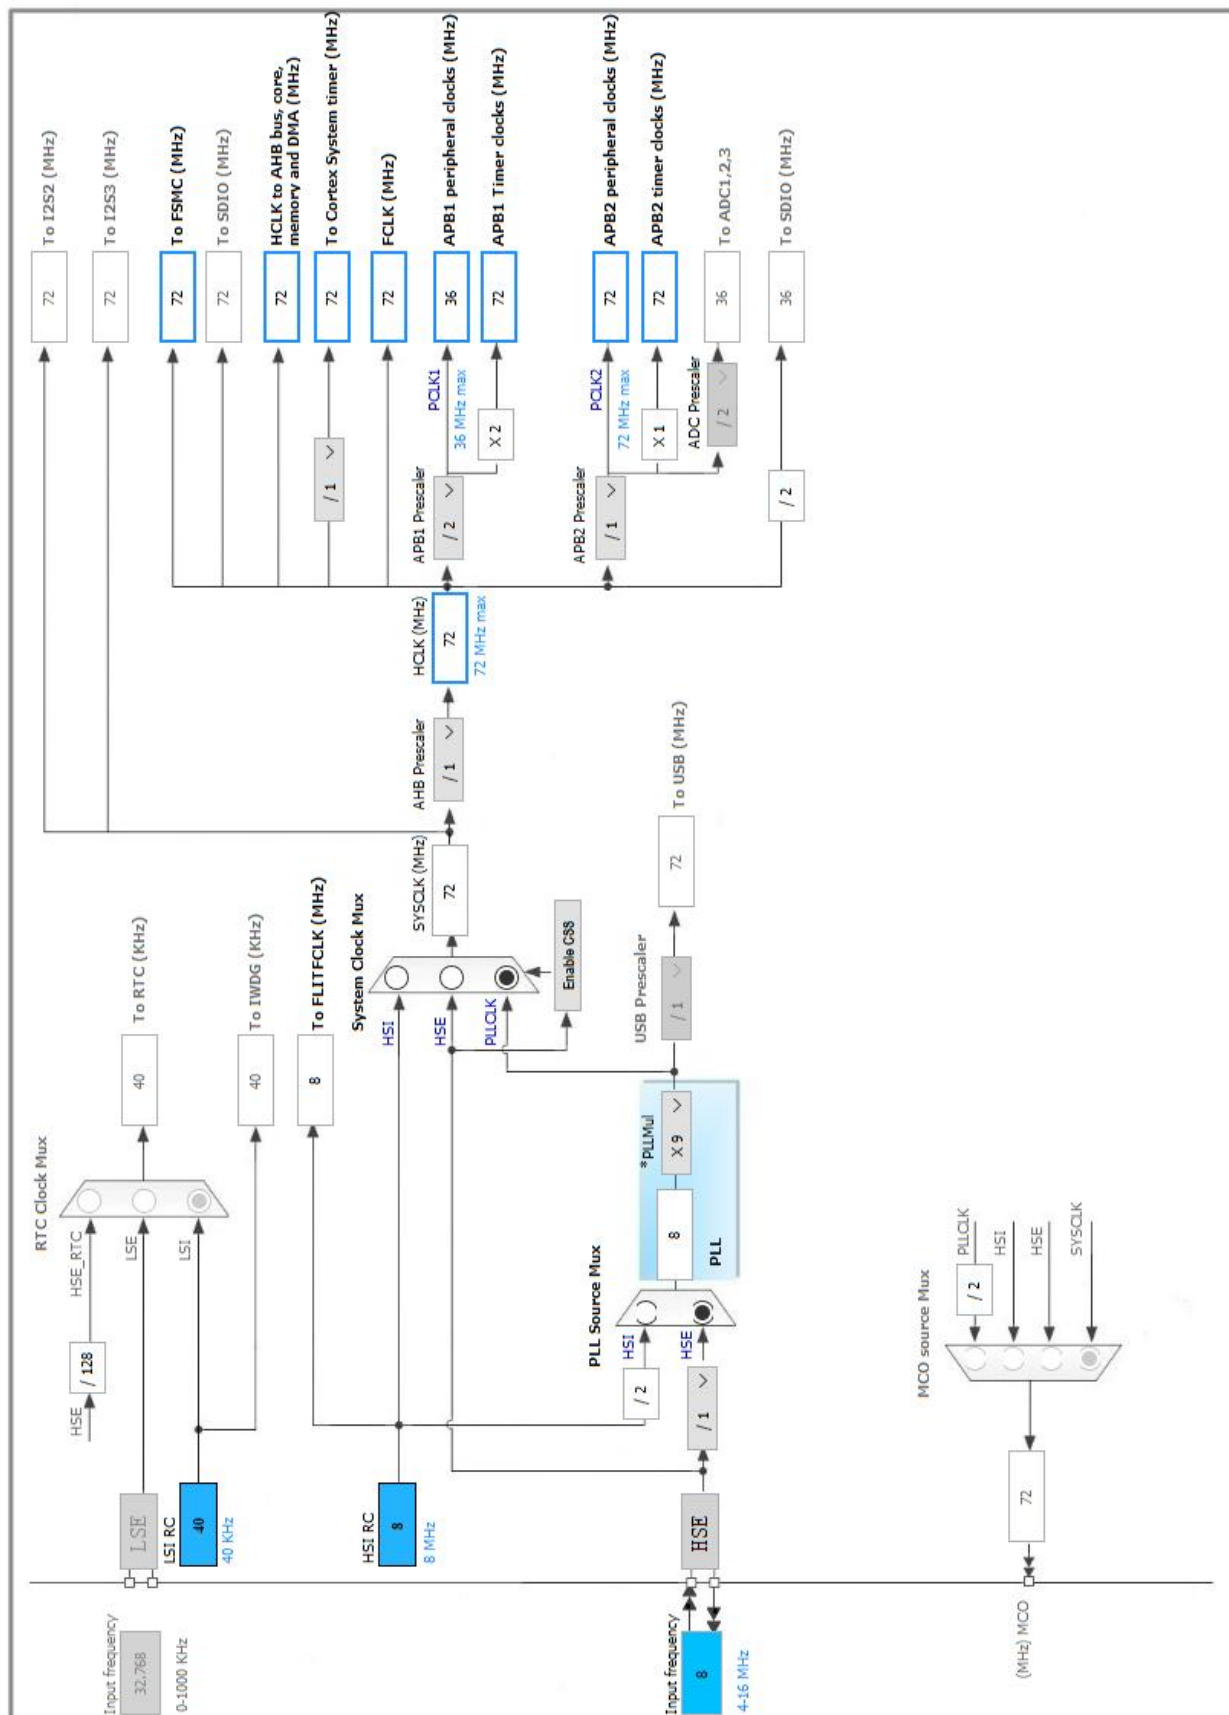 Input frequency
32.768
0-1000 KHz
LSE
LSI RC
40
40 KHz
HSE
/ 128
HSE_RTC
LSE
LSI
RTC Clock Mux
40
To RTC (KHz)
40
To IWDG (KHz)
HSI RC
8
8 MHz
8
To FLITFCLK (MHz)
System Clock Mux
HSI
HSE
PLLCLK
Enable CSS
SYSCLK (MHz)
72
AHB Prescaler
/ 1
HCLK (MHz)
72
72 MHz max
72
To I2S2 (MHz)
72
To I2S3 (MHz)
72
To FSMC (MHz)
72
To SDIO (MHz)
72
HCLK to AHB bus, core,
memory and DMA (MHz)
/ 1
72
To Cortex System timer (MHz)
72
FCLK (MHz)
APB1 Prescaler
/ 2
PCLK1
36 MHz max
36
APB1 peripheral clocks (MHz)
X 2
72
APB1 Timer clocks (MHz)
APB2 Prescaler
/ 1
PCLK2
72 MHz max
72
APB2 peripheral clocks (MHz)
X 1
72
APB2 timer clocks (MHz)
ADC Prescaler
/ 2
36
To ADC1,2,3
/ 2
36
To SDIO (MHz)
Input frequency
8
4-16 MHz
HSE
/ 1
/ 2
PLL Source Mux
HSI
HSE
8
PLL
*PLLMul
X 9
USB Prescaler
/ 1
72
To USB (MHz)
(MHz) MCO
72
MCO source Mux
/ 2
PLLCLK
HSI
HSE
SYSCLK